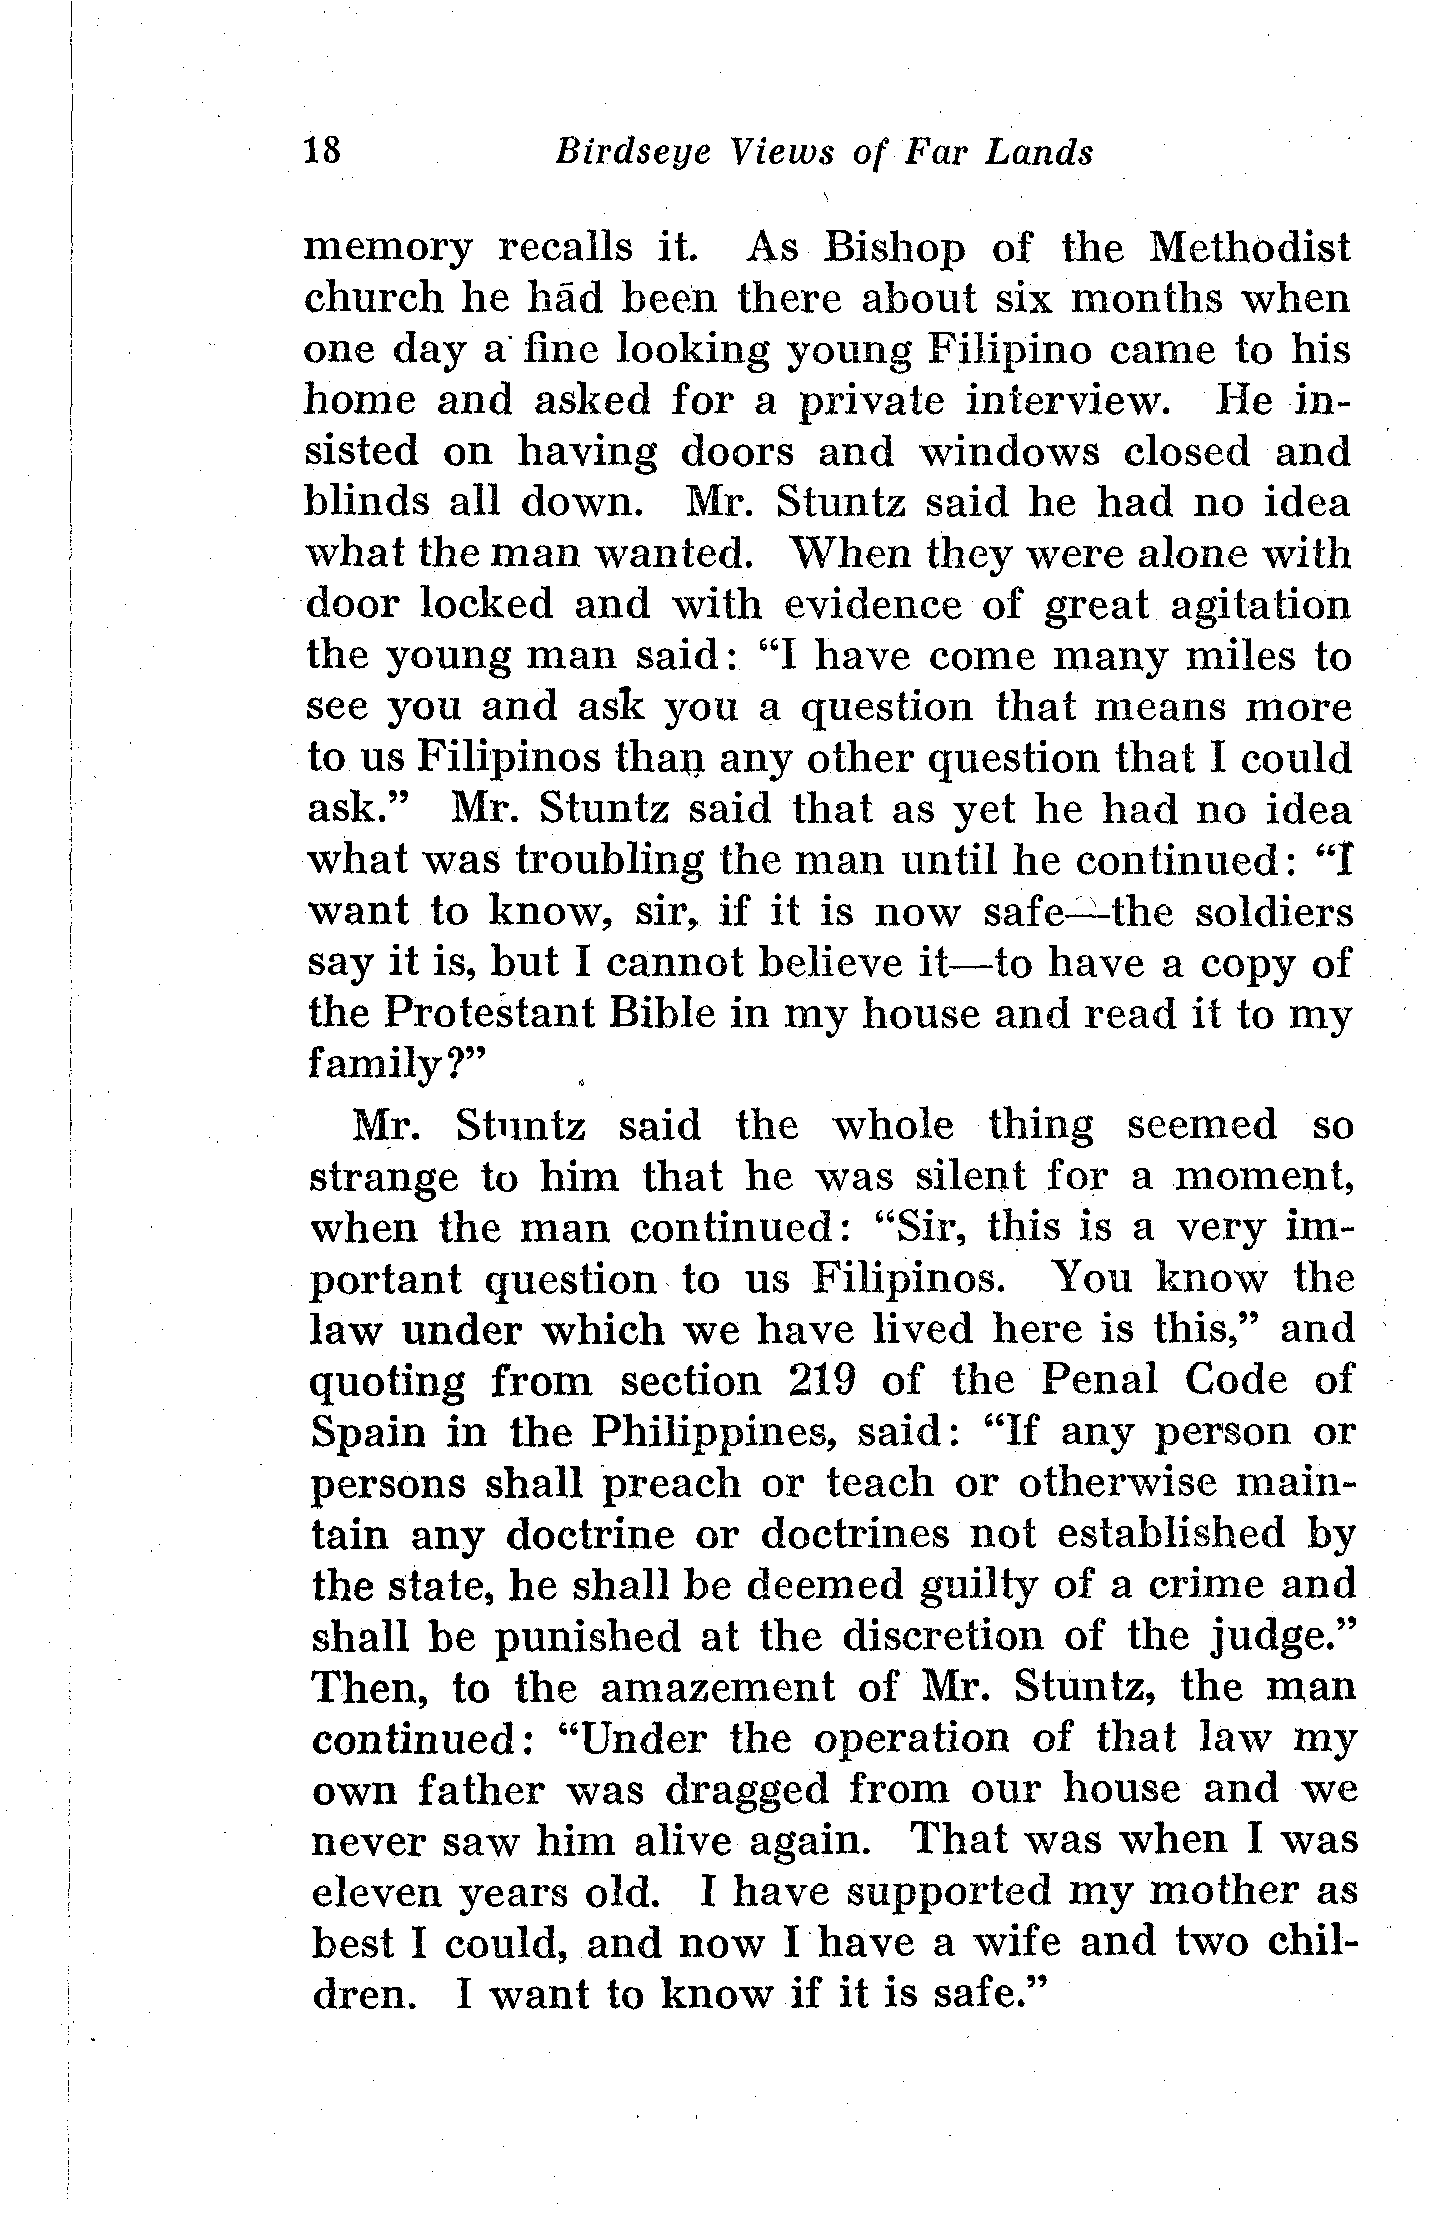 18 Birdseye Views of Far Lands
memory recalls it. As Bishop of the Methodist
church he had been there about six months when
one day a fine looking young Filipino came to his
home and asked for a private interview. He in-
sisted on having doors and windows closed and
blinds all down. Mr. Stuntz said he had no idea
what the man wanted. When they were alone with
door locked and with evidence of great agitation
the young man said: “I have come many miles to
see you and ask you a question that means more
to us Filipinos than any other question that I could
ask.” Mr. Stuntz said that as yet he had no idea
what was troubling the man until he continued: “I
want to know, sir, if it is now safe—the soldiers
say it is, but I cannot believe it—to have a copy of
the Protestant Bible in my house and read it to my
family?”
Mr. Stuntz said the whole thing seemed so
strange to him that he was silent for a moment,
when the man continued: “Sir, this is a very im-
portant question to us Filipinos. You know the
law under which we have lived here is this,” and
quoting from section 219 of the Penal Code of
Spain in the Philippines, said: “If any person or
persons shall preach or teach or otherwise main-
tain any doctrine or doctrines not established by
the state, he shall be deemed guilty of a crime and
shall be punished at the discretion of the judge.”
Then, to the amazement of Mr. Stuntz, the man
continued: “Under the operation of that law my
own father was dragged from our house and we
never saw him alive again. That was when I was
eleven years old. I have supported my mother as
best I could, and now I have a wife and two chil-
dren. I want to know if it is safe.”